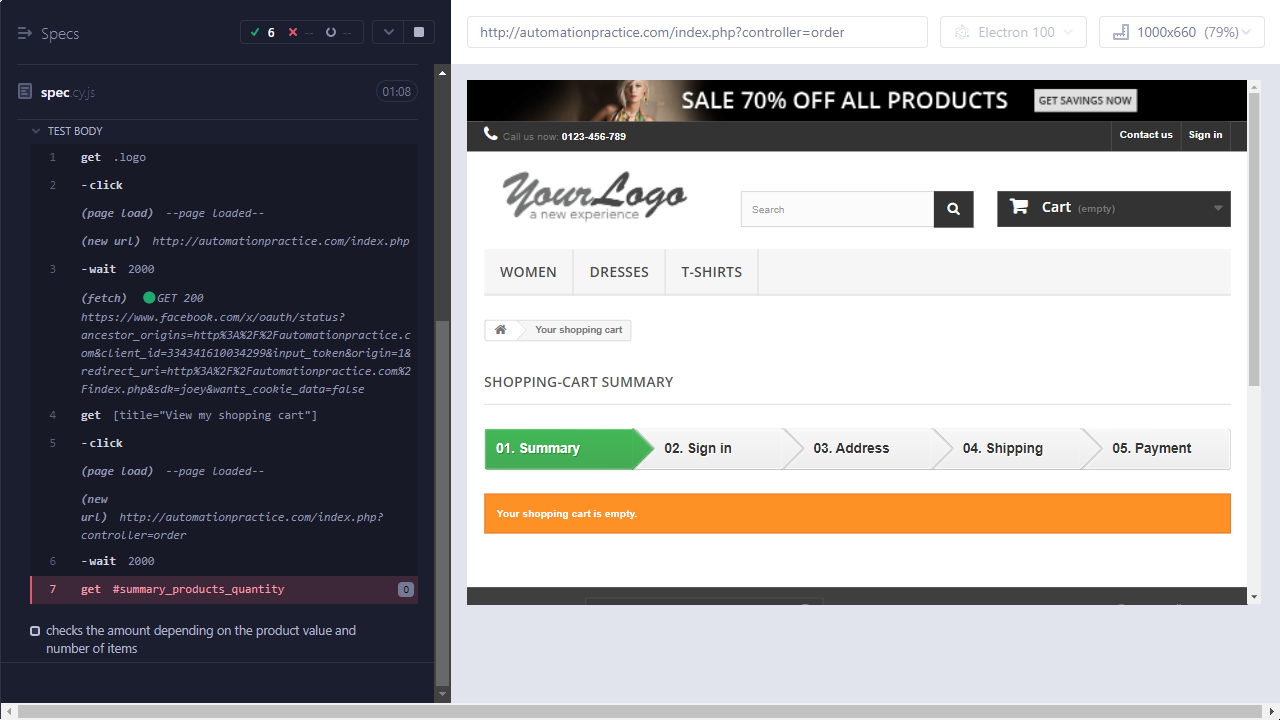 Specs
6
--
--
spec.cy.js
01:08
TEST BODY
1 get .logo
2 -click
(page load) --page loaded--
(new url) http://automationpractice.com/index.php
3 -wait 2000
(fetch) GET 200
https://www.facebook.com/x/oauth/status?
ancestor_origins=http%3A%2F%2Fautomationpractice.c
om&client_id=334341610034299&input_token&origin=1&
redirect_uri=http%3A%2F%2Fautomationpractice.com%2
Findex.php&sdk=joey&wants_cookie_data=false
4 get [title="View my shopping cart"]
5 -click
(page load) --page loaded--
(new
url) http://automationpractice.com/index.php?
controller=order
6 -wait 2000
7 get #summary_products_quantity 0
checks the amount depending on the product value and
number of items
http://automationpractice.com/index.php?controller=order
Electron 100
1000x660 (79%)
SALE 70% OFF ALL PRODUCTS
GET SAVINGS NOW
Call us now: 0123-456-789
Contact us
Sign in
YourLogo
a new experience
Search
Cart (empty)
WOMEN
DRESSES
T-SHIRTS
Your shopping cart
SHOPPING-CART SUMMARY
01. Summary
02. Sign in
03. Address
04. Shipping
05. Payment
Your shopping cart is empty.